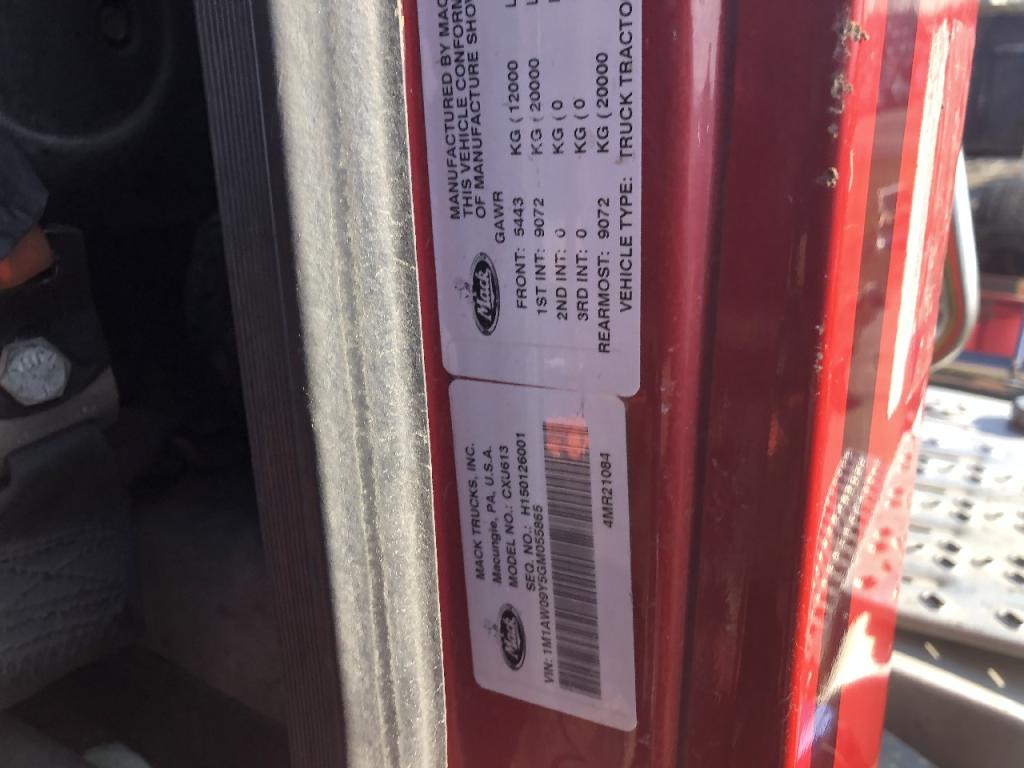 MANUFACTURED BY MAC
THIS VEHICLE CONFORM
OF MANUFACTURE SHOW
Mack
GAWR
FRONT: 5443 KG (12000 L
1ST INT: 9072 KG (20000 L
2ND INT: 0 KG (0
3RD INT: 0 KG (0
REARMOST: 9072 KG (20000
VEHICLE TYPE: TRUCK TRACTO
MACK TRUCKS, INC.
Macungie, PA, U.S.A.
MODEL NO.: CXU613
SEQ. NO.: H150126001
Mack
VIN: 1M1AW09Y5GM055865
4MR21084